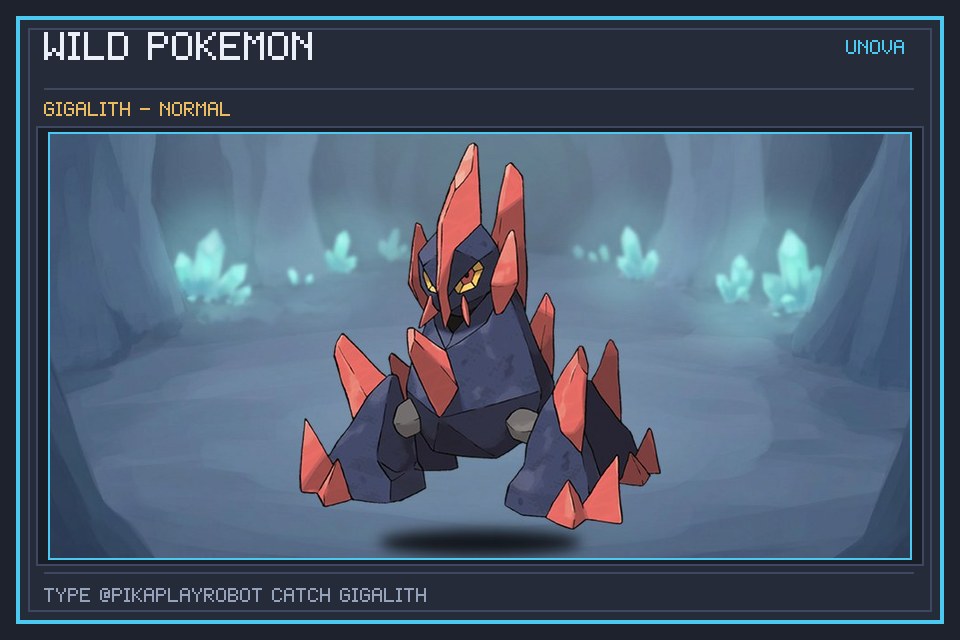 WILD POKEMON
UNOVA
GIGALITH - NORMAL
TYPE @PIKAPLAYROBOT CATCH GIGALITH